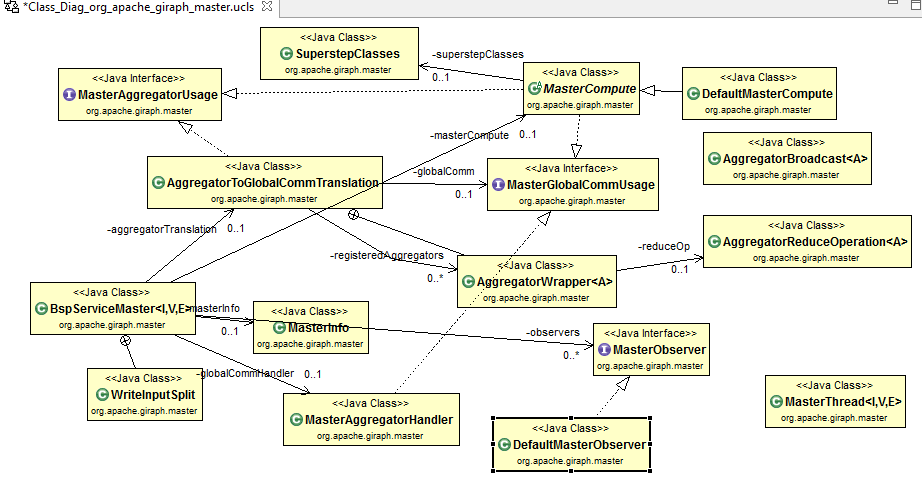 *Class_Diag_org_apache_giraph_master.ucls
<<Java Class>>
SuperstepClasses
org.apache.giraph.master
-superstepClasses
0..1
<<Java Interface>>
MasterAggregatorUsage
org.apache.giraph.master
<<Java Class>>
MasterCompute
org.apache.giraph.master
<<Java Class>>
DefaultMasterCompute
org.apache.giraph.master
-masterCompute
0..1
<<Java Class>>
AggregatorBroadcast<A>
org.apache.giraph.master
<<Java Class>>
AggregatorToGlobalCommTranslation
org.apache.giraph.master
-globalComm
0..1
<<Java Interface>>
MasterGlobalCommUsage
org.apache.giraph.master
-aggregatorTranslation
0..1
<<Java Class>>
AggregatorReduceOperation<A>
org.apache.giraph.master
-registeredAggregators
0..*
<<Java Class>>
AggregatorWrapper<A>
org.apache.giraph.master
-reduceOp
0..1
<<Java Class>>
BspServiceMaster<I,V,E>
org.apache.giraph.master
-masterInfo
0..1
<<Java Class>>
MasterInfo
org.apache.giraph.master
-observers
0..*
<<Java Interface>>
MasterObserver
org.apache.giraph.master
<<Java Class>>
WriteInputSplit
org.apache.giraph.master
-globalCommHandler
0..1
<<Java Class>>
MasterAggregatorHandler
org.apache.giraph.master
<<Java Class>>
MasterThread<I,V,E>
org.apache.giraph.master
<<Java Class>>
DefaultMasterObserver
org.apache.giraph.master